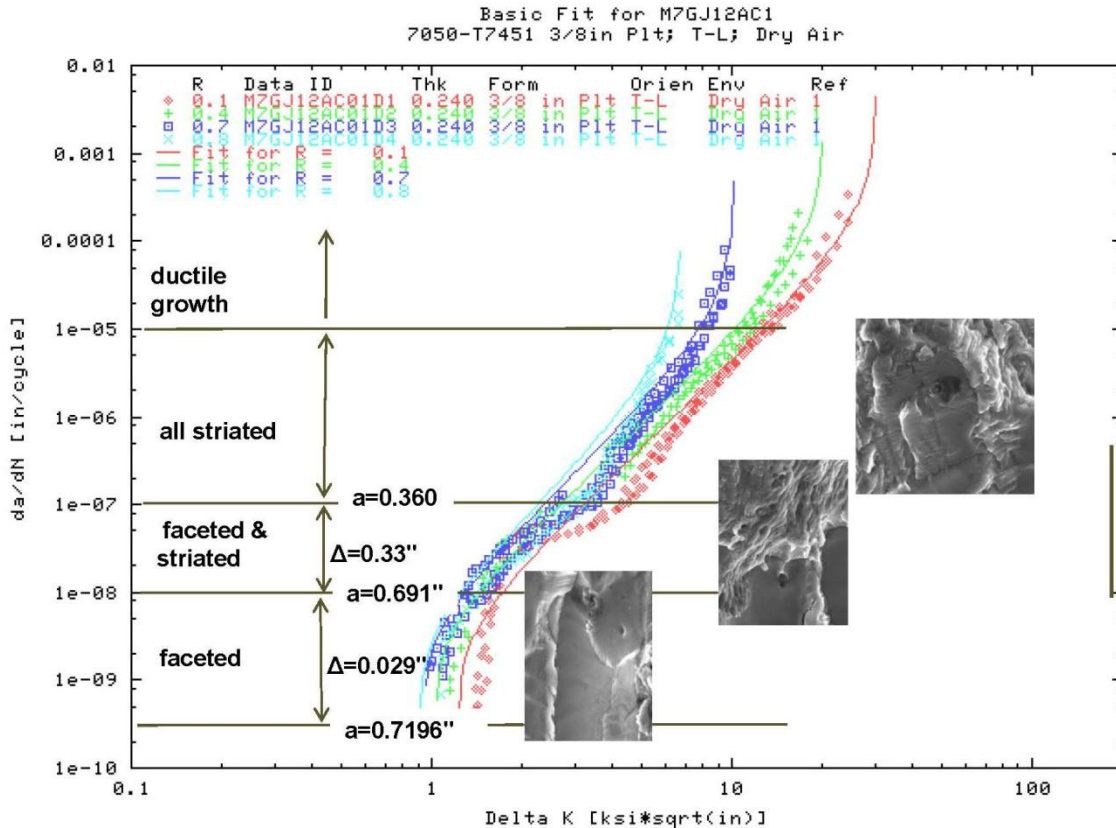 Basic Fit for M7GJ12AC1
7050-T7451 3/8in Plt; T-L; Dry Air
R Data ID Thk Form Orien Env Ref
0.1 M7GJ12AC01D1 0.240 3/8 in Plt T-L Dry Air 1
0.4 M7GJ12AC01D2 0.240 3/8 in Plt T-L Dry Air 1
0.7 M7GJ12AC01D3 0.240 3/8 in Plt T-L Dry Air 1
0.8 M7GJ12AC01D4 0.240 3/8 in Plt T-L Dry Air 1
Fit for R = 0.1
Fit for R = 0.4
Fit for R = 0.7
Fit for R = 0.8
0.01
0.001
0.0001
1e-05
1e-06
1e-07
1e-08
1e-09
1e-10
da/dN [in/cycle]
ductile
growth
all striated
a=0.360
faceted &
striated
Δ=0.33"
a=0.691"
faceted
Δ=0.029"
a=0.7196"
0.1 1 10 100
Delta K [ksi*sqrt(in)]